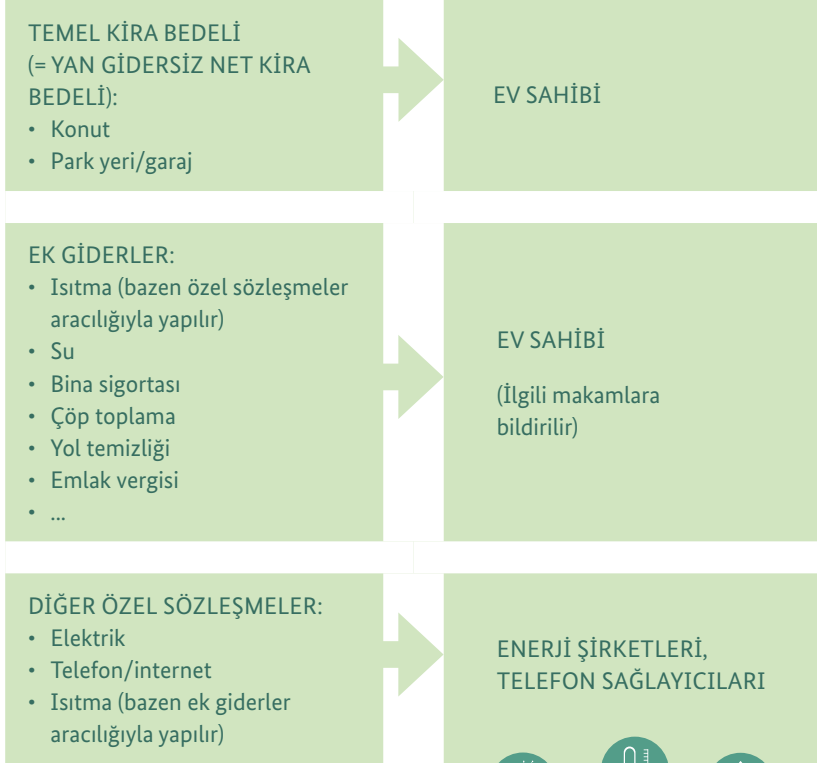 TEMEL KİRA BEDELİ
(= YAN GİDERSİZ NET KİRA
BEDELİ):
• Konut
• Park yeri/garaj
EV SAHİBİ
EK GİDERLER:
• Isıtma (bazen özel sözleşmeler
aracılığıyla yapılır)
• Su
• Bina sigortası
• Çöp toplama
• Yol temizliği
• Emlak vergisi
• ...
EV SAHİBİ
(İlgili makamlara
bildirilir)
DİĞER ÖZEL SÖZLEŞMELER:
• Elektrik
• Telefon/internet
• Isıtma (bazen ek giderler
aracılığıyla yapılır)
ENERJİ ŞİRKETLERİ,
TELEFON SAĞLAYICILARI